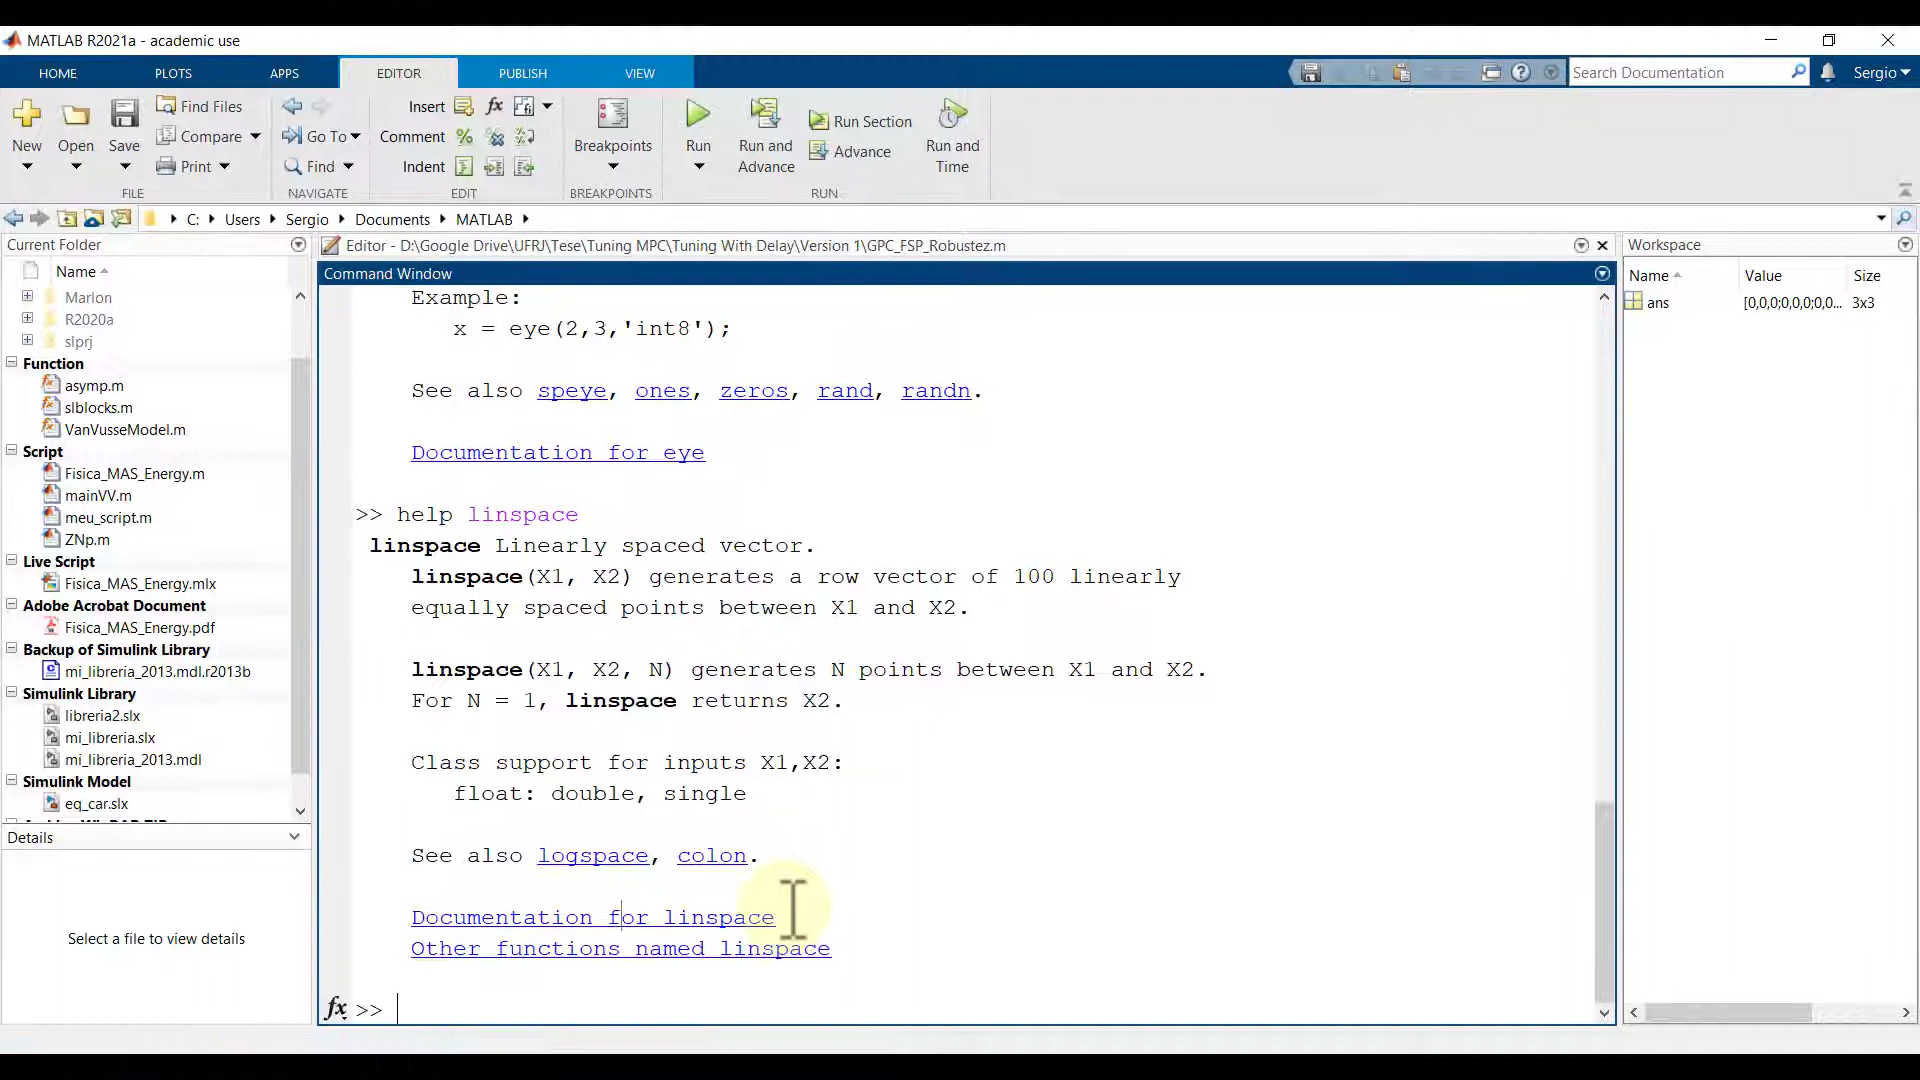 MATLAB R2021a - academic use
HOME PLOTS APPS EDITOR PUBLISH VIEW
Search Documentation
Sergio
New
Open
Save
Find Files
Compare
Print
FILE
Go To
Find
NAVIGATE
Insert fx
Comment %
Indent
EDIT
Breakpoints
BREAKPOINTS
Run
Run and Advance
Run Section
Advance
Run and Time
RUN
C: Users Sergio Documents MATLAB
Current Folder
Name
Marlon
R2020a
slprj
Function
asymp.m
slblocks.m
VanVusseModel.m
Script
Fisica_MAS_Energy.m
mainVV.m
meu_script.m
ZNp.m
Live Script
Fisica_MAS_Energy.mlx
Adobe Acrobat Document
Fisica_MAS_Energy.pdf
Backup of Simulink Library
mi_libreria_2013.mdl.r2013b
Simulink Library
libreria2.slx
mi_libreria.slx
mi_libreria_2013.mdl
Simulink Model
eq_car.slx
Details
Select a file to view details
Editor - D:\Google Drive\UFRJ\Tese\Tuning MPC\Tuning With Delay\Version 1\GPC_FSP_Robustez.m
Command Window
Example:
x = eye(2,3,'int8');
See also speye, ones, zeros, rand, randn.
Documentation for eye
>> help linspace
linspace Linearly spaced vector.
linspace(X1, X2) generates a row vector of 100 linearly
equally spaced points between X1 and X2.
linspace(X1, X2, N) generates N points between X1 and X2.
For N = 1, linspace returns X2.
Class support for inputs X1,X2:
float: double, single
See also logspace, colon.
Documentation for linspace
Other functions named linspace
fx >>
Workspace
Name Value Size
ans [0,0,0;0,0,0;0,0... 3x3